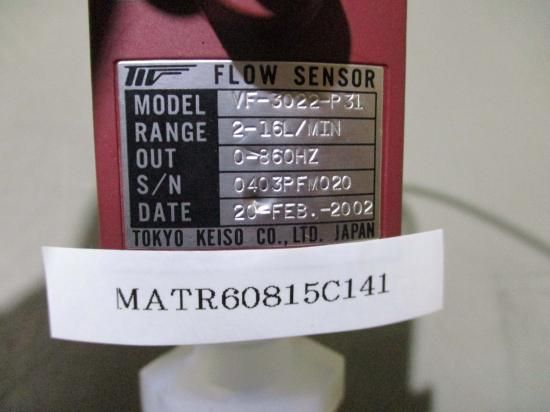 FLOW SENSOR
MODEL VF-3022-P31
RANGE 2-16L/MIN
OUT 0-860HZ
S/N 0403PFM020
DATE 20-FEB.-2002
TOKYO KEISO CO., LTD. JAPAN
MATR60815C141